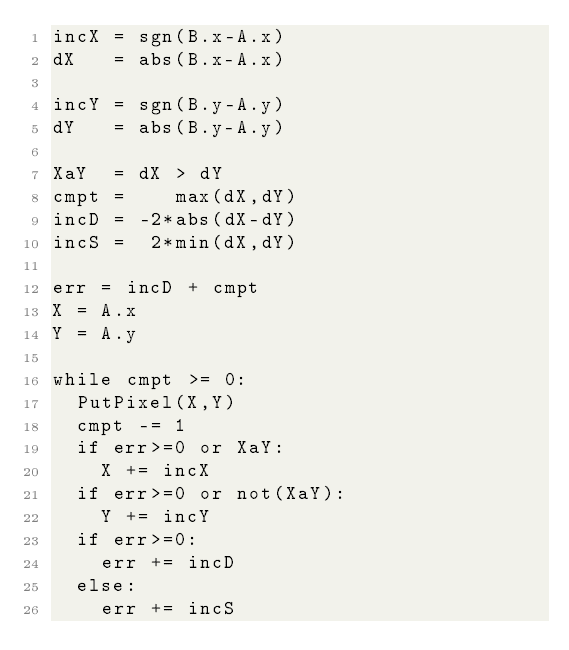 1 incX = sgn(B.x-A.x)
2 dX   = abs(B.x-A.x)
3
4 incY = sgn(B.y-A.y)
5 dY   = abs(B.y-A.y)
6
7 XaY  = dX > dY
8 cmpt =    max(dX,dY)
9 incD = -2*abs(dX-dY)
10 incS =  2*min(dX,dY)
11
12 err = incD + cmpt
13 X = A.x
14 Y = A.y
15
16 while cmpt >= 0:
17   PutPixel(X,Y)
18   cmpt -= 1
19   if err>=0 or XaY:
20     X += incX
21   if err>=0 or not(XaY):
22     Y += incY
23   if err>=0:
24     err += incD
25   else:
26     err += incS